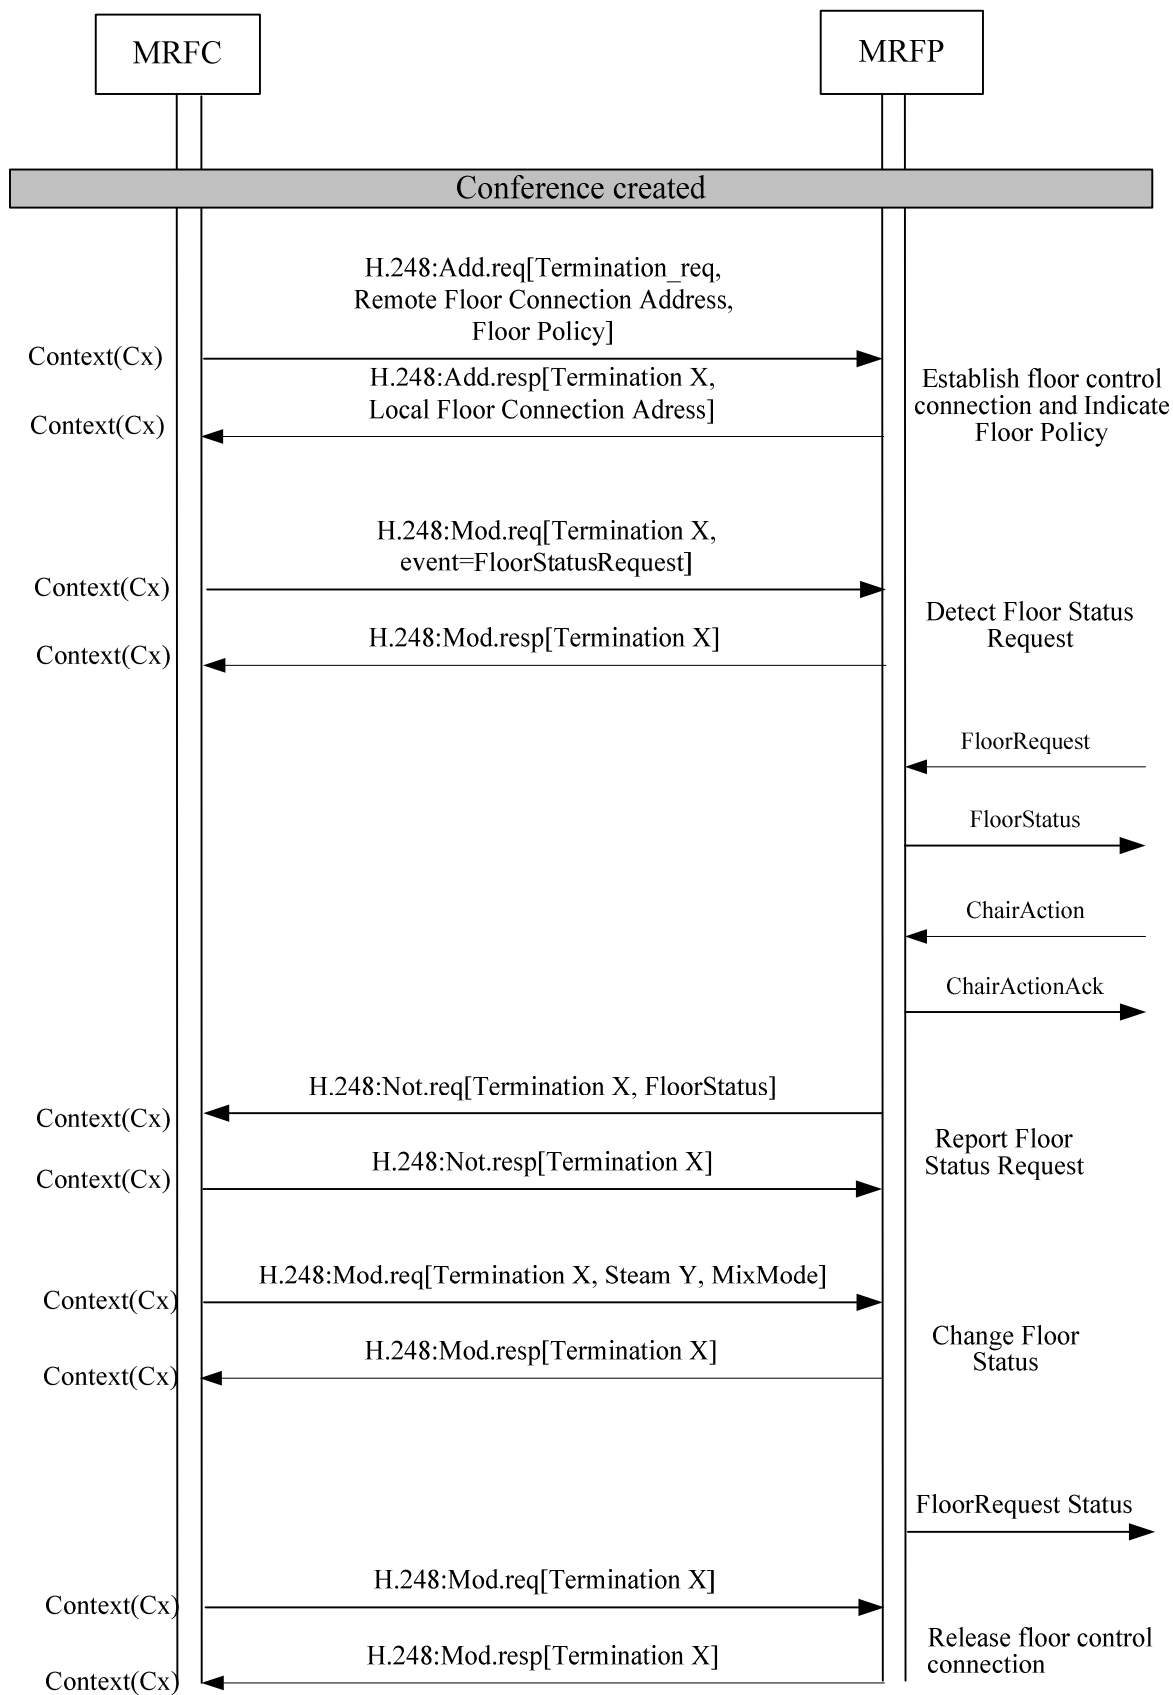 MRFC
MRFP
Conference created
H.248:Add.req[Termination_req,
Remote Floor Connection Address,
Floor Policy]
Context(Cx)
H.248:Add.resp[Termination X,
Local Floor Connection Adress]
Context(Cx)
Establish floor control
connection and Indicate
Floor Policy
H.248:Mod.req[Termination X,
event=FloorStatusRequest]
Context(Cx)
H.248:Mod.resp[Termination X]
Context(Cx)
Detect Floor Status
Request
FloorRequest
FloorStatus
ChairAction
ChairActionAck
H.248:Not.req[Termination X, FloorStatus]
Context(Cx)
H.248:Not.resp[Termination X]
Context(Cx)
Report Floor
Status Request
H.248:Mod.req[Termination X, Steam Y, MixMode]
Context(Cx)
H.248:Mod.resp[Termination X]
Context(Cx)
Change Floor
Status
FloorRequest Status
H.248:Mod.req[Termination X]
Context(Cx)
H.248:Mod.resp[Termination X]
Context(Cx)
Release floor control
connection